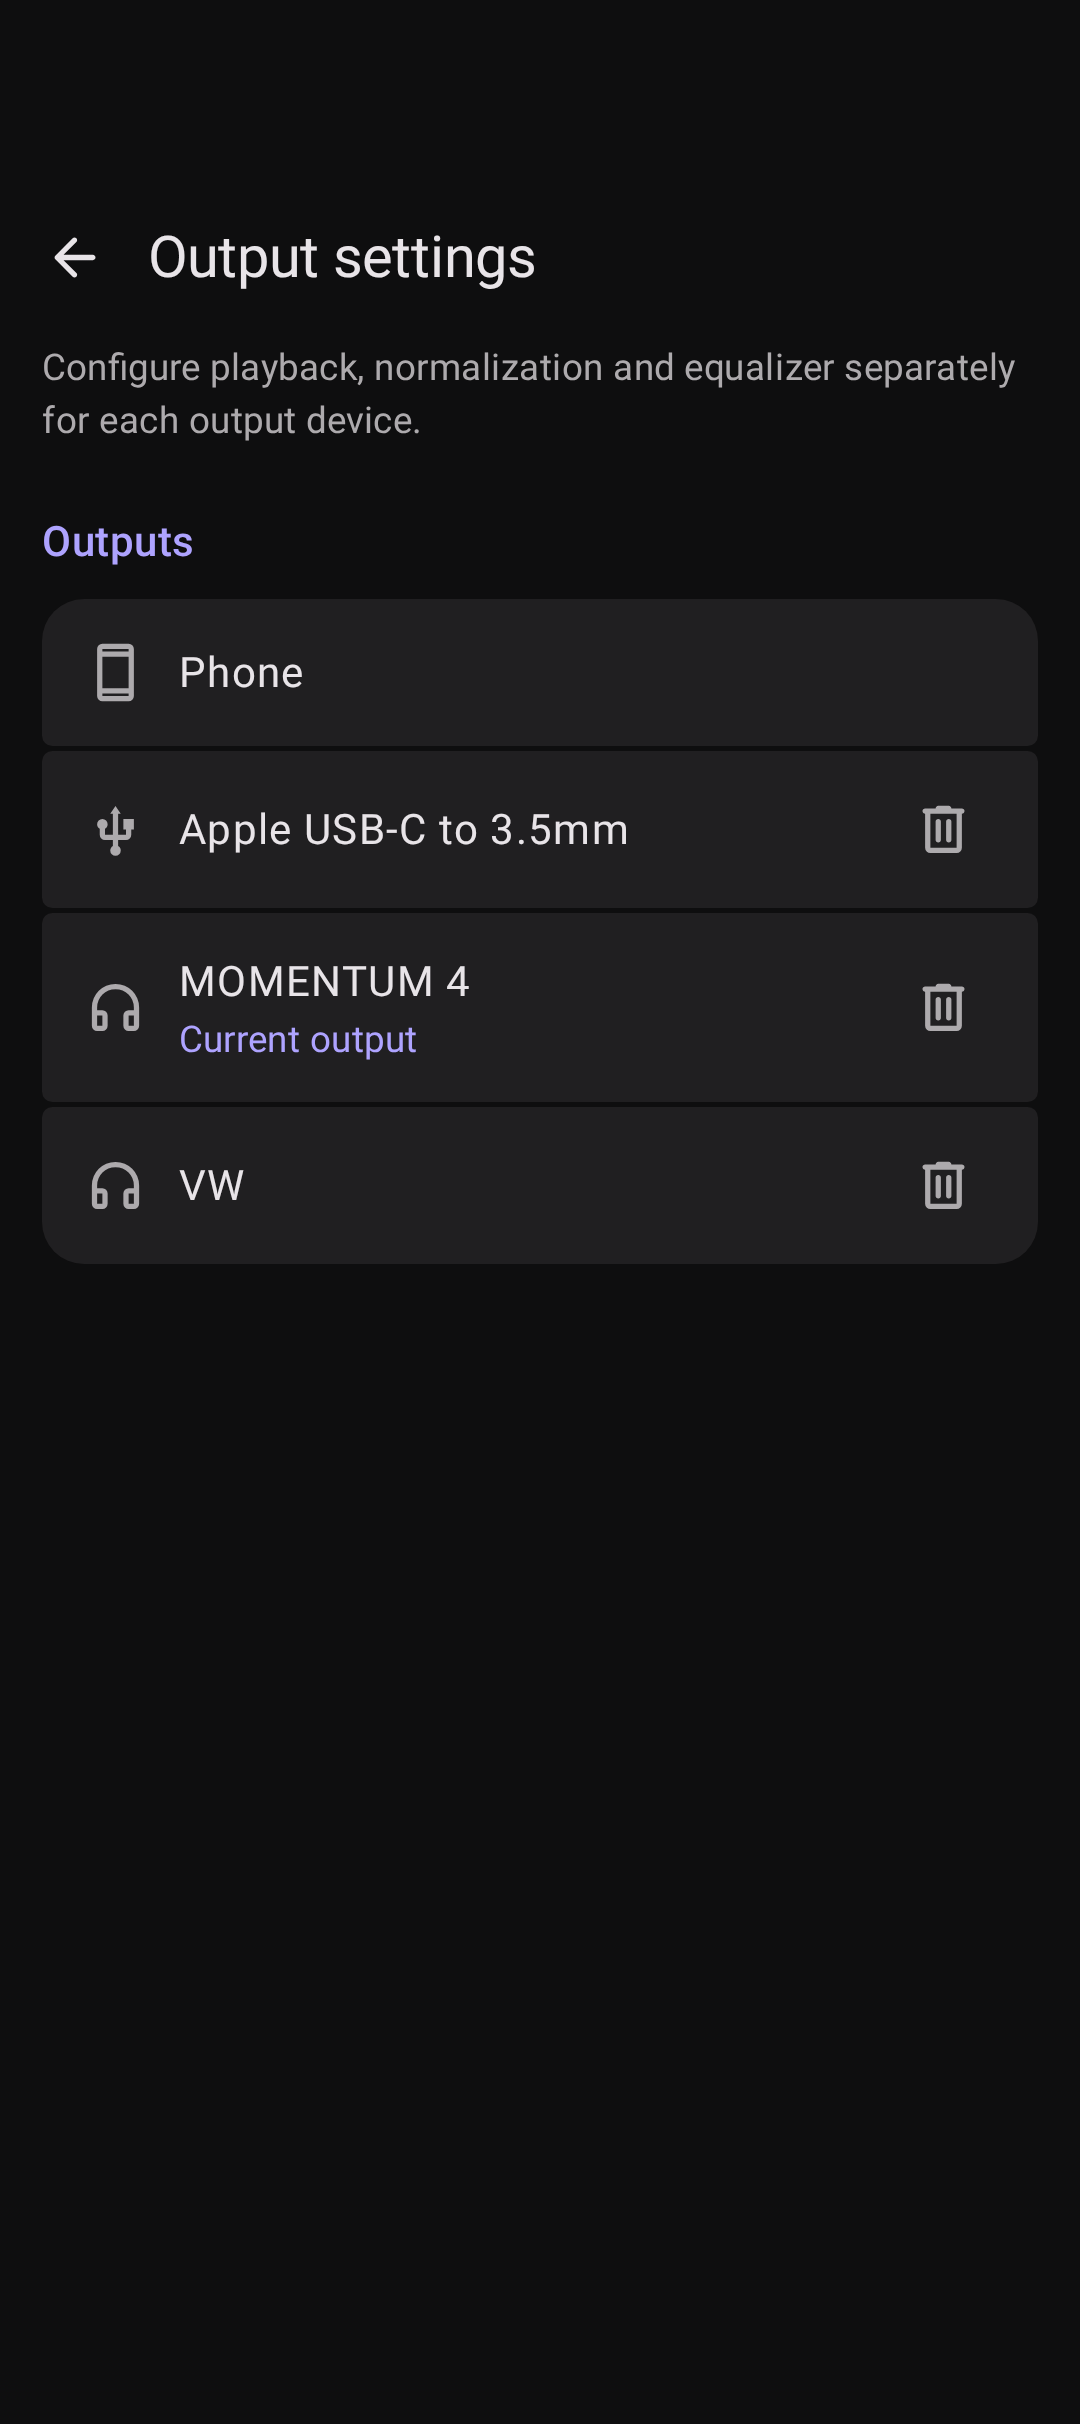 Output settings
Configure playback, normalization and equalizer separately
for each output device.
Outputs
Phone
Apple USB-C to 3.5mm
MOMENTUM 4
Current output
VW